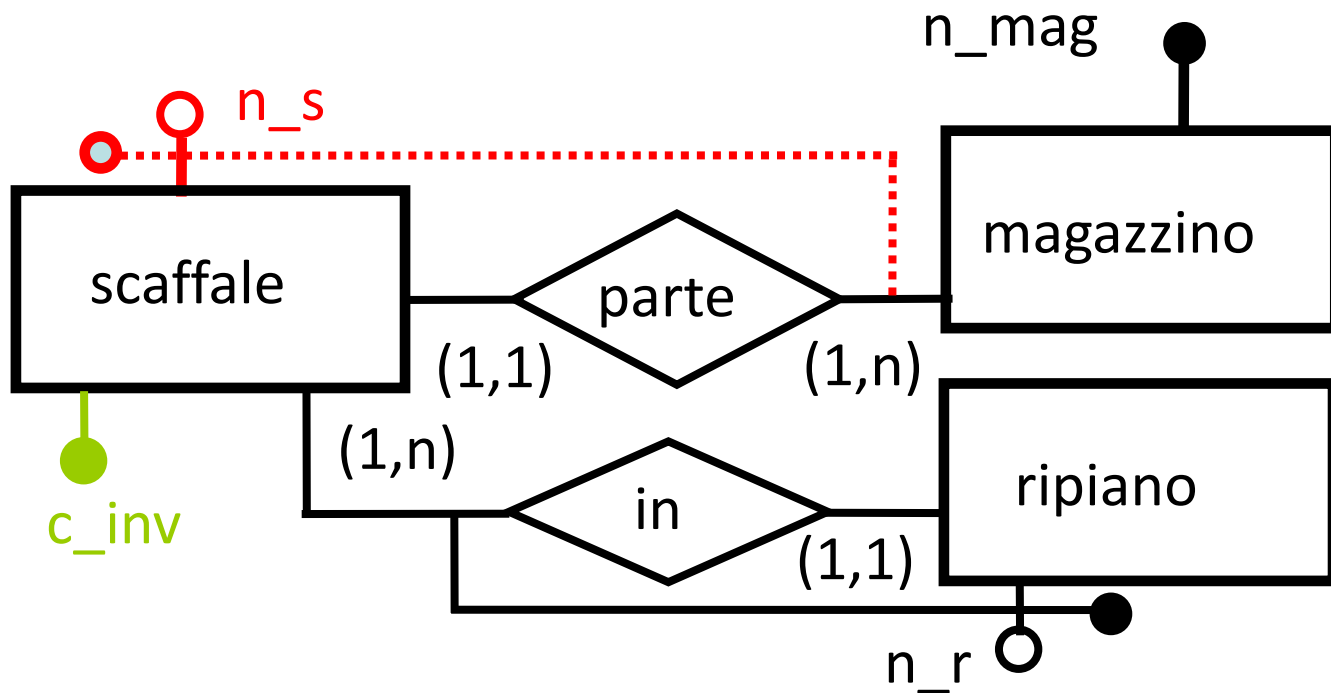 n_mag
n_s
magazzino
scaffale
parte
(1,1)
(1,n)
(1,n)
ripiano
in
c_inv
(1,1)
n_r